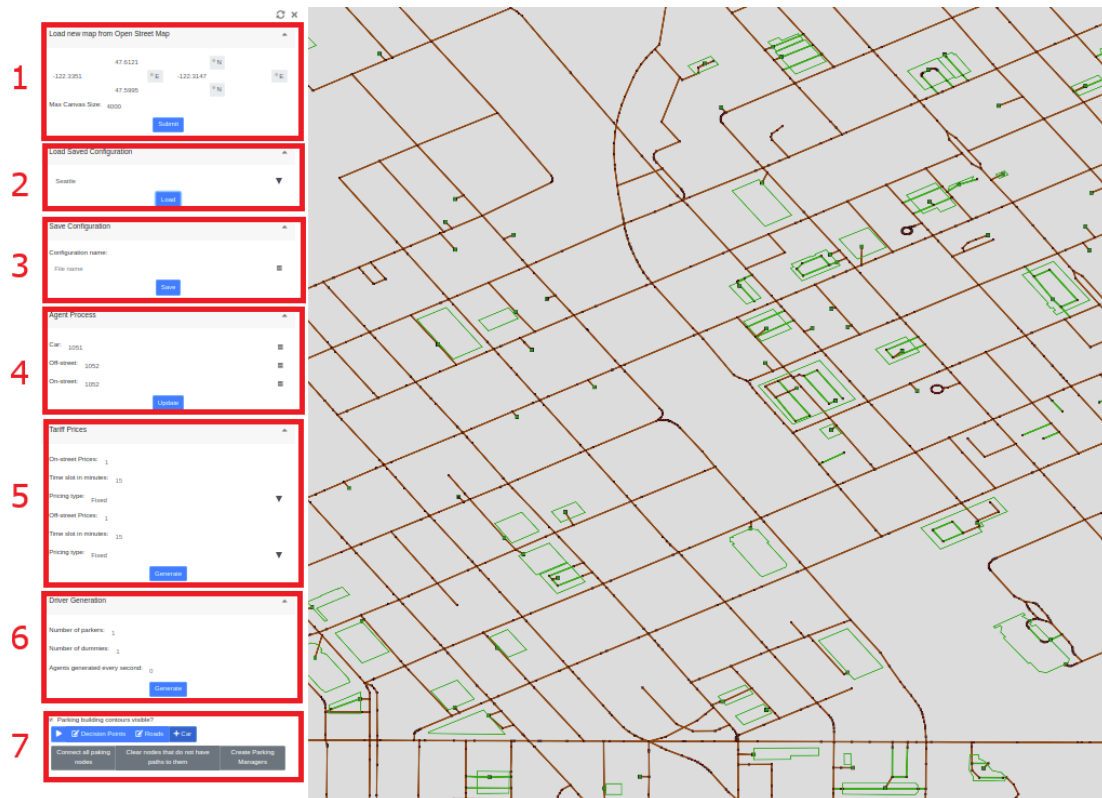 1
Load new map from Open Street Map
47.6121 ° N
-122.3351 ° E -122.3147 ° E
47.5995 ° N
Max Canvas Size: 4000
Submit
2
Load Saved Configuration
Seattle
Load
3
Save Configuration
Configuration name:
File name
Save
4
Agent Process
Car: 1051
Off-street: 1052
On-street: 1052
Update
5
Tariff Prices
On-street Prices: 1
Time slot in minutes: 15
Pricing type: Fixed
Off-street Prices: 1
Time slot in minutes: 15
Pricing type: Fixed
Generate
6
Driver Generation
Number of parkers: 1
Number of dummies: 1
Agents generated every second: 0
Generate
7
Parking building contours visible?
Decision Points Roads + Car
Connect all paking nodes
Clear nodes that do not have paths to them
Create Parking Managers